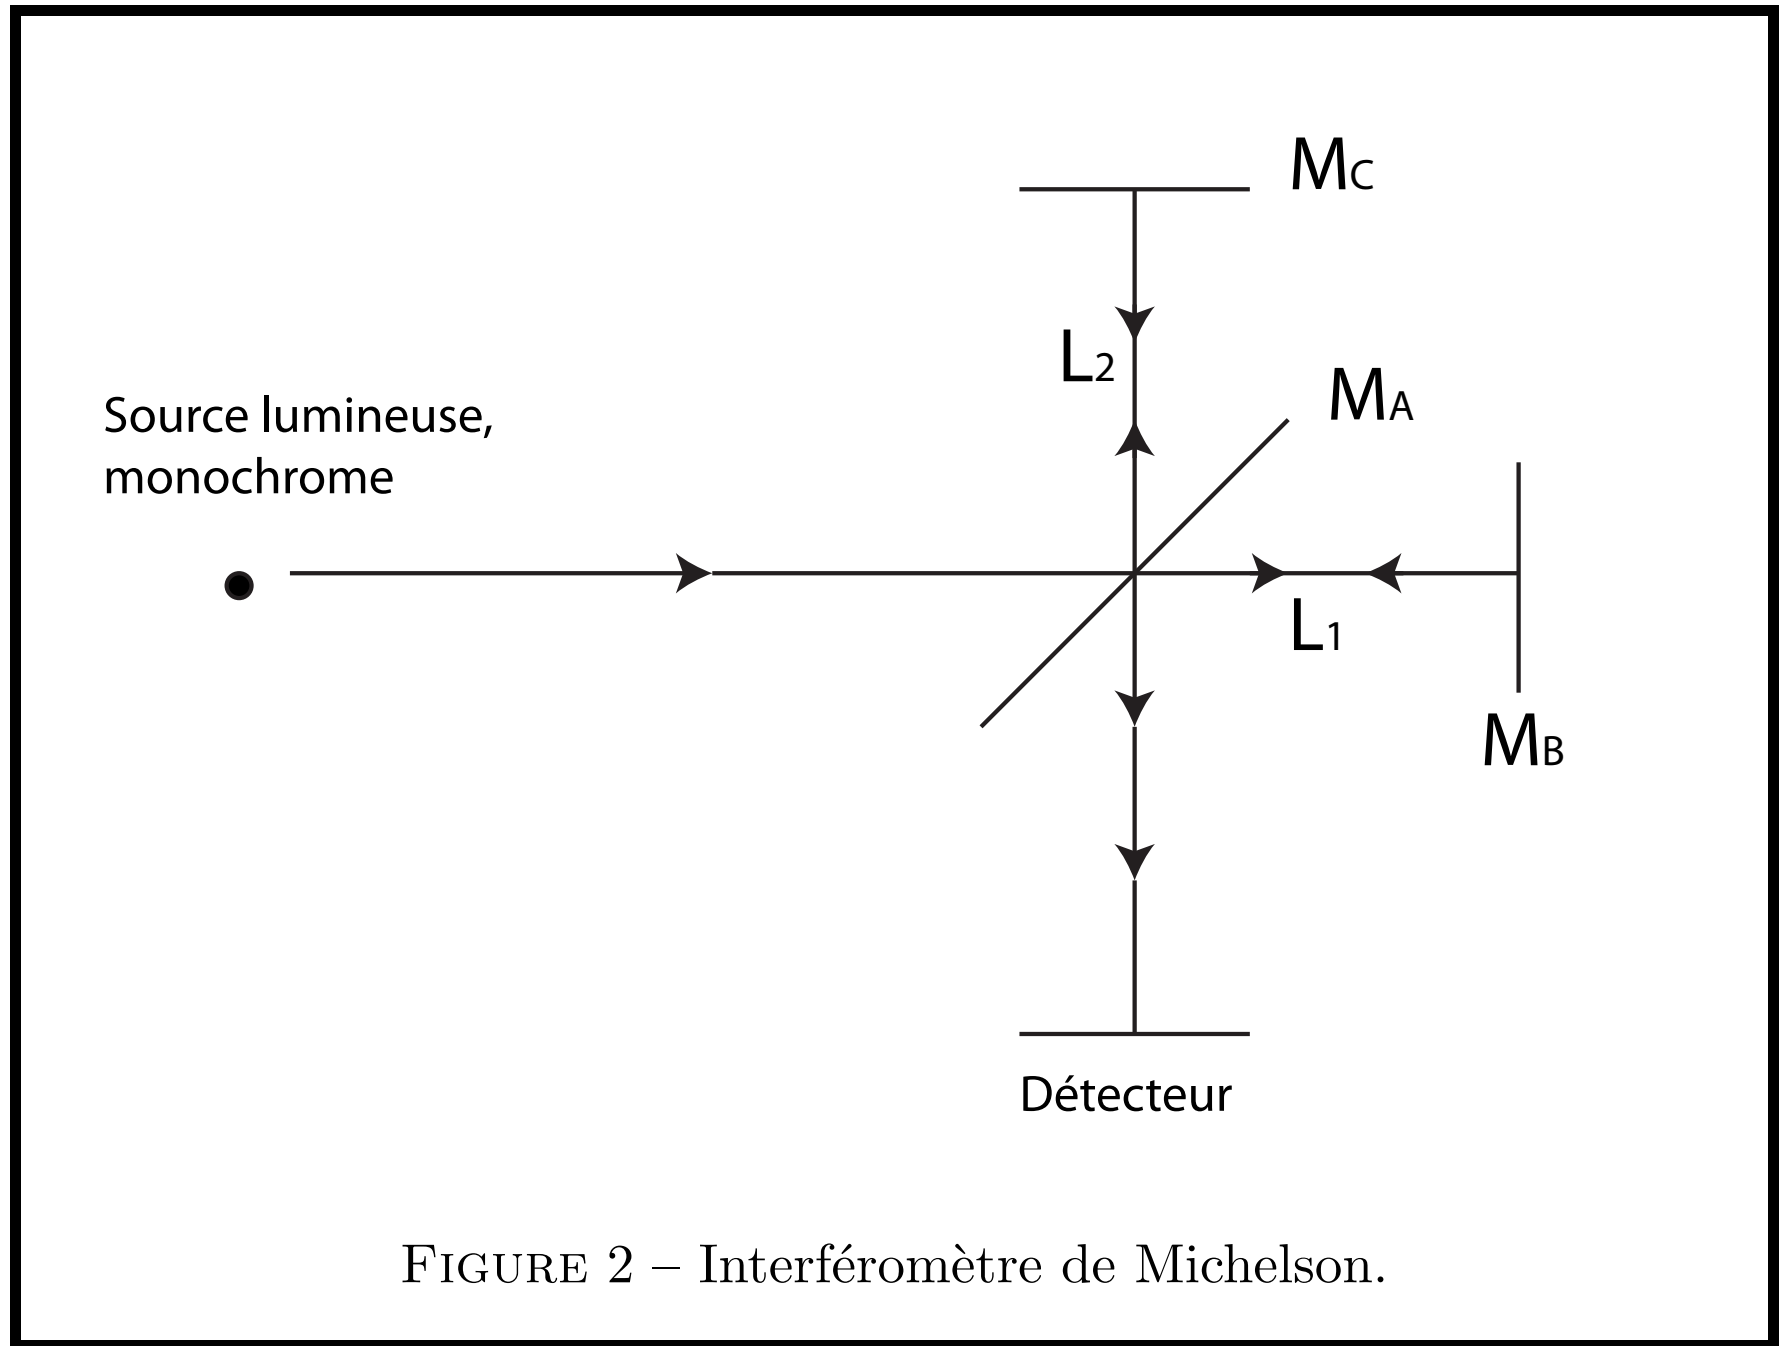 MC
L2
MA
Source lumineuse,
monochrome
L1
MB
Détecteur
FIGURE 2 – Interféromètre de Michelson.